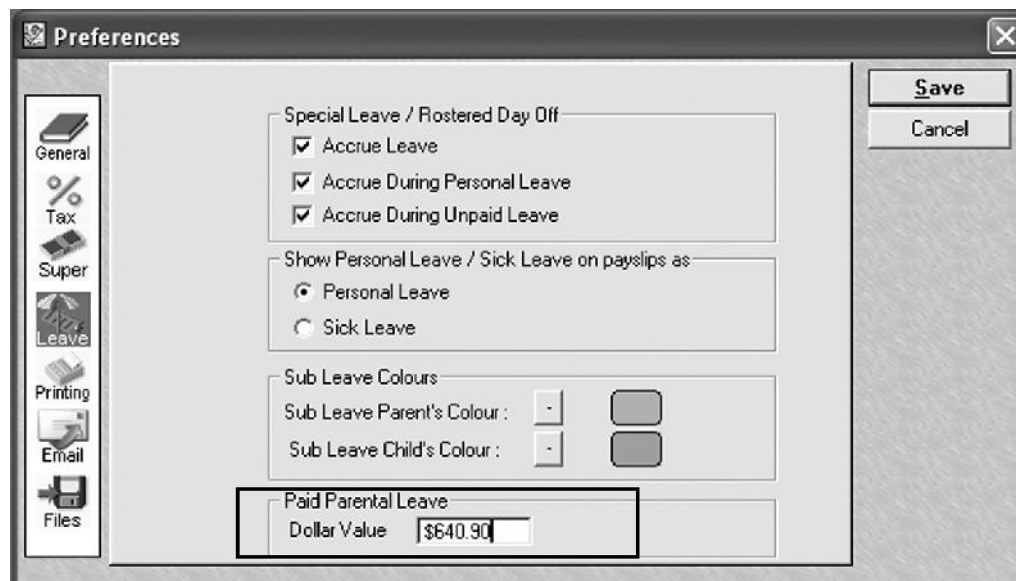 Preferences
Save
Cancel
General
Tax
Super
Leave
Printing
Email
Files
Special Leave / Rostered Day Off
Accrue Leave
Accrue During Personal Leave
Accrue During Unpaid Leave
Show Personal Leave / Sick Leave on payslips as
Personal Leave
Sick Leave
Sub Leave Colours
Sub Leave Parent's Colour :
Sub Leave Child's Colour :
Paid Parental Leave
Dollar Value $640.90